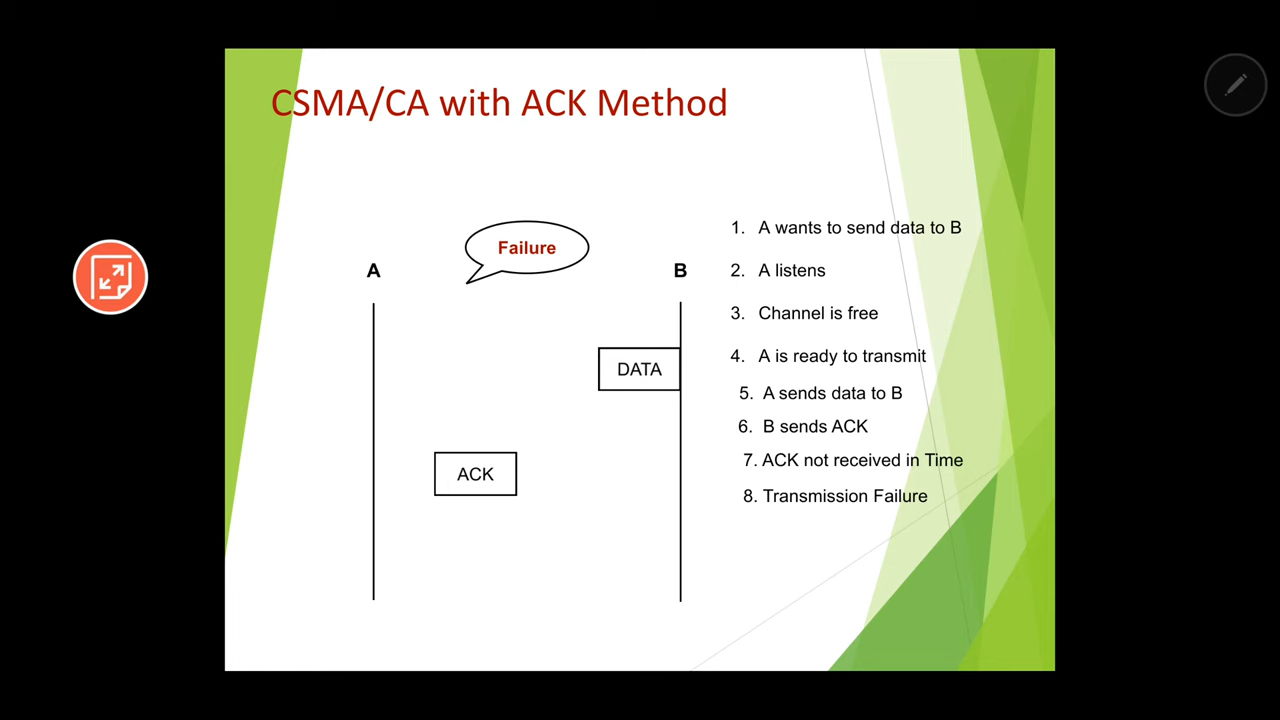 CSMA/CA with ACK Method
Failure
A
B
DATA
ACK
1. A wants to send data to B
2. A listens
3. Channel is free
4. A is ready to transmit
5. A sends data to B
6. B sends ACK
7. ACK not received in Time
8. Transmission Failure